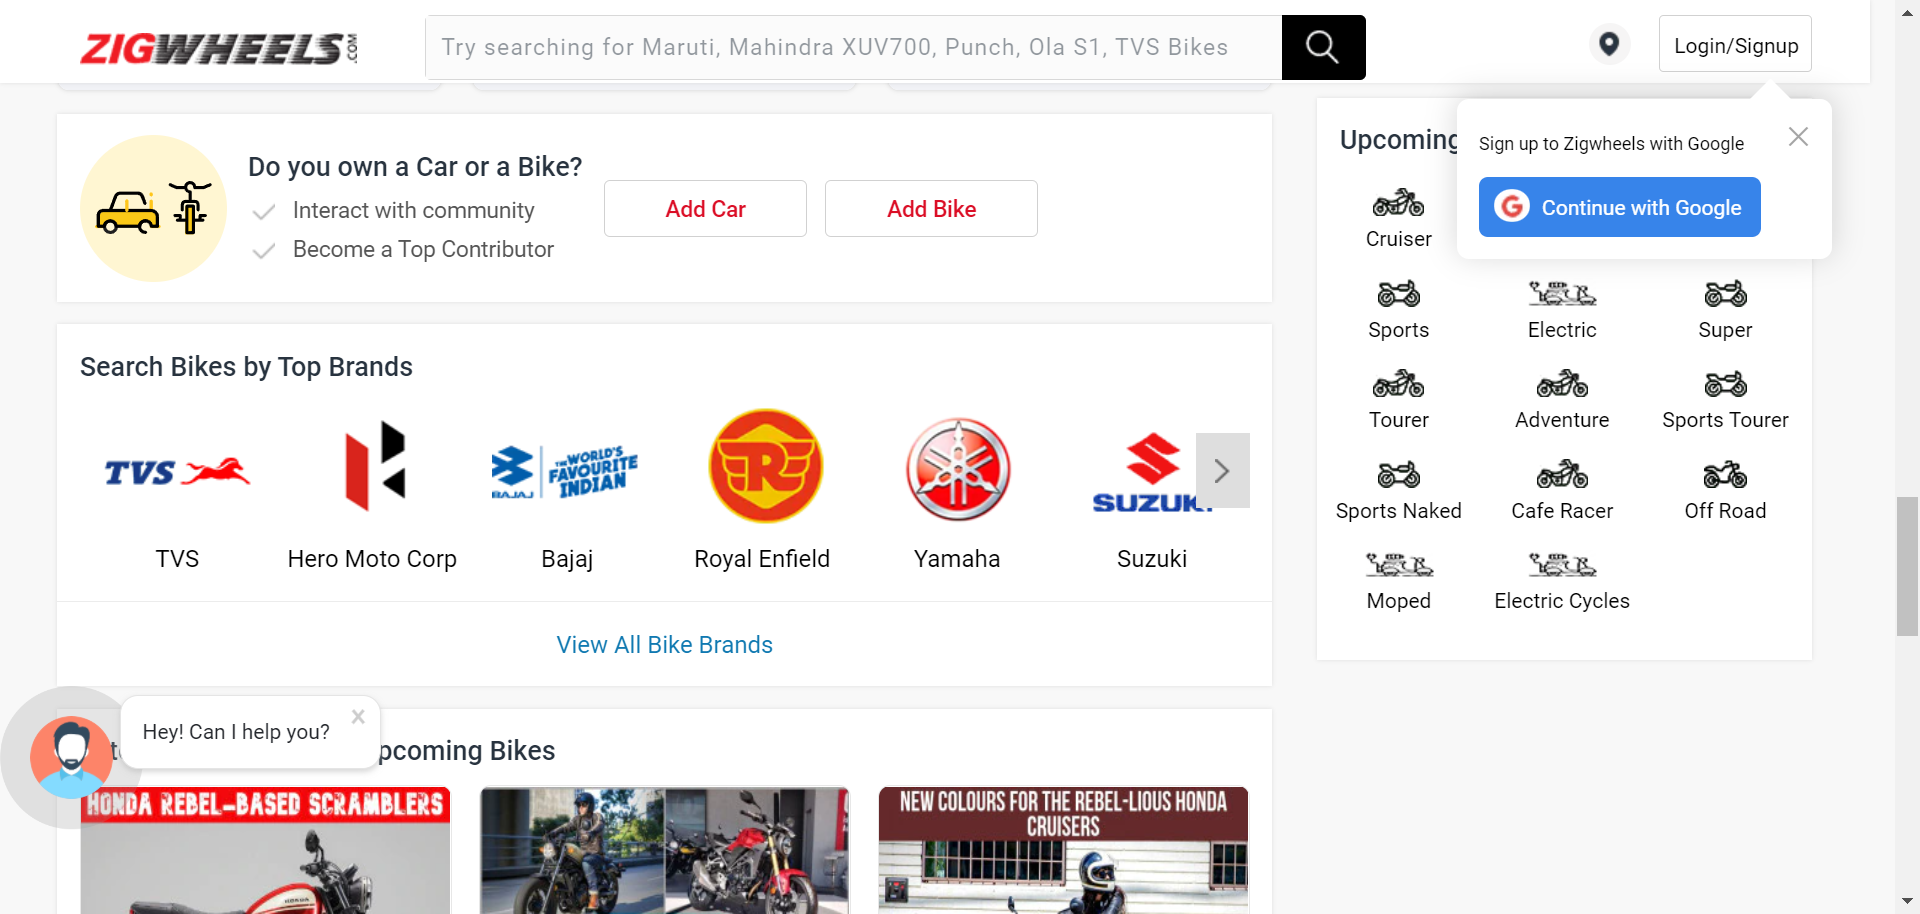 ZIGWHEELS.COM
Try searching for Maruti, Mahindra XUV700, Punch, Ola S1, TVS Bikes
Login/Signup
Sign up to Zigwheels with Google
Continue with Google
Do you own a Car or a Bike?
Interact with community
Become a Top Contributor
Add Car
Add Bike
Upcoming
Cruiser
Sports
Electric
Super
Tourer
Adventure
Sports Tourer
Sports Naked
Cafe Racer
Off Road
Moped
Electric Cycles
Search Bikes by Top Brands
TVS
BAJAJ
THE WORLD'S
FAVOURITE
INDIAN
R
SUZUKI
TVS
Hero Moto Corp
Bajaj
Royal Enfield
Yamaha
Suzuki
View All Bike Brands
Hey! Can I help you?
pcoming Bikes
HONDA REBEL-BASED SCRAMBLERS
HONDA
NEW COLOURS FOR THE REBEL-LIOUS HONDA
CRUISERS